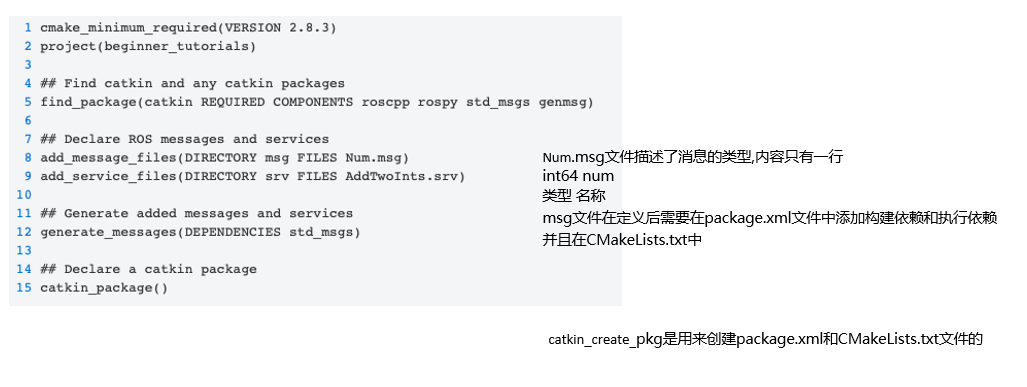 1 cmake_minimum_required(VERSION 2.8.3)
2 project(beginner_tutorials)
3
4 ## Find catkin and any catkin packages
5 find_package(catkin REQUIRED COMPONENTS roscpp rospy std_msgs genmsg)
6
7 ## Declare ROS messages and services
8 add_message_files(DIRECTORY msg FILES Num.msg)
9 add_service_files(DIRECTORY srv FILES AddTwoInts.srv)
10
11 ## Generate added messages and services
12 generate_messages(DEPENDENCIES std_msgs)
13
14 ## Declare a catkin package
15 catkin_package()
Num.msg文件描述了消息的类型,内容只有一行
int64 num
类型 名称
msg文件在定义后需要在package.xml文件中添加构建依赖和执行依赖
并且在CMakeLists.txt中
catkin_create_pkg是用来创建package.xml和CMakeLists.txt文件的